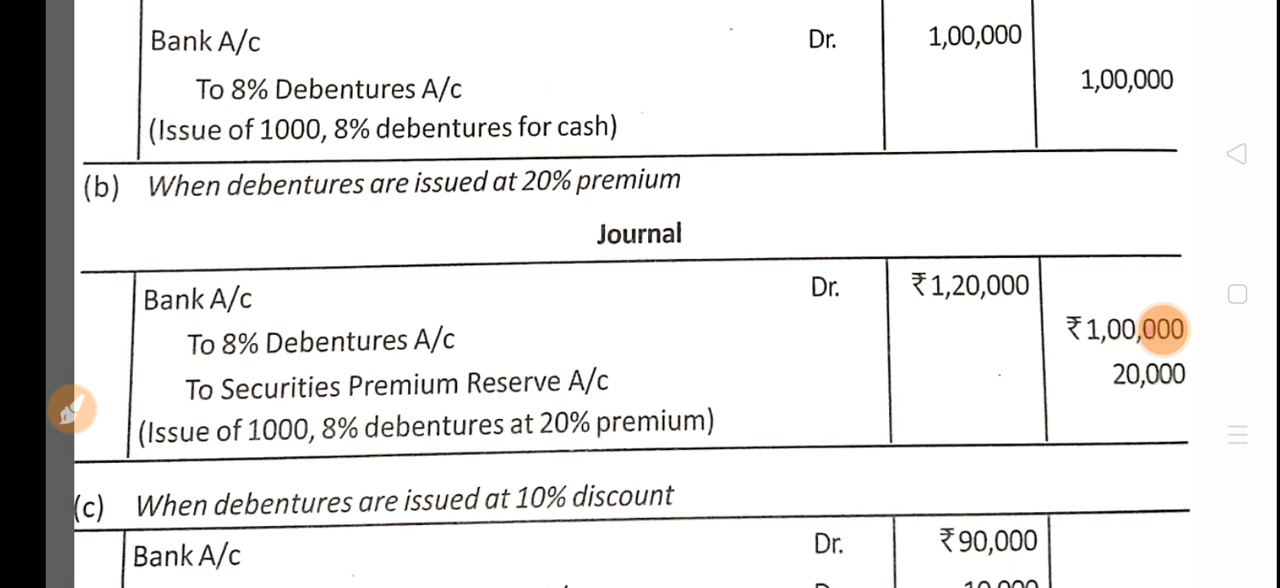 Bank A/c Dr. 1,00,000
To 8% Debentures A/c 1,00,000
(Issue of 1000, 8% debentures for cash)
(b) When debentures are issued at 20% premium
Journal
Bank A/c Dr. ₹1,20,000
To 8% Debentures A/c ₹1,00,000
To Securities Premium Reserve A/c 20,000
(Issue of 1000, 8% debentures at 20% premium)
(c) When debentures are issued at 10% discount
Bank A/c Dr. ₹90,000